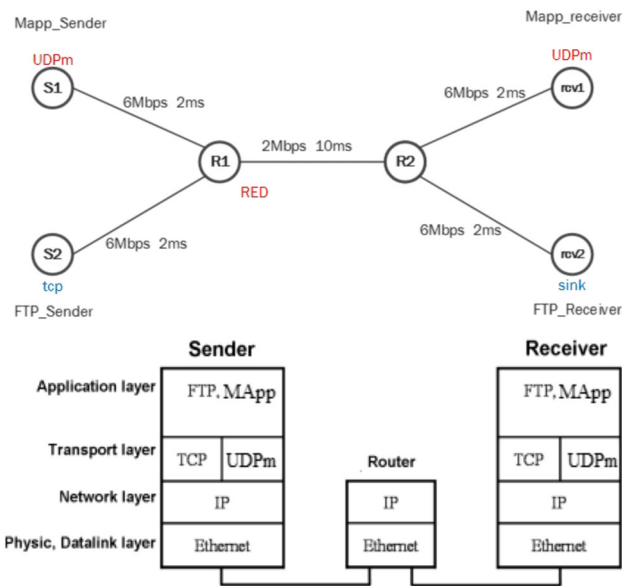 Mapp_Sender
Mapp_receiver
UDPm
UDPm
S1
rcv1
6Mbps 2ms
6Mbps 2ms
R1
2Mbps 10ms
R2
RED
S2
6Mbps 2ms
6Mbps 2ms
rcv2
tcp
sink
FTP_Sender
FTP_Receiver
Sender
Receiver
Application layer
FTP, MApp
FTP, MApp
Transport layer
TCP
UDPm
Router
TCP
UDPm
Network layer
IP
IP
IP
Physic, Datalink layer
Ethernet
Ethernet
Ethernet